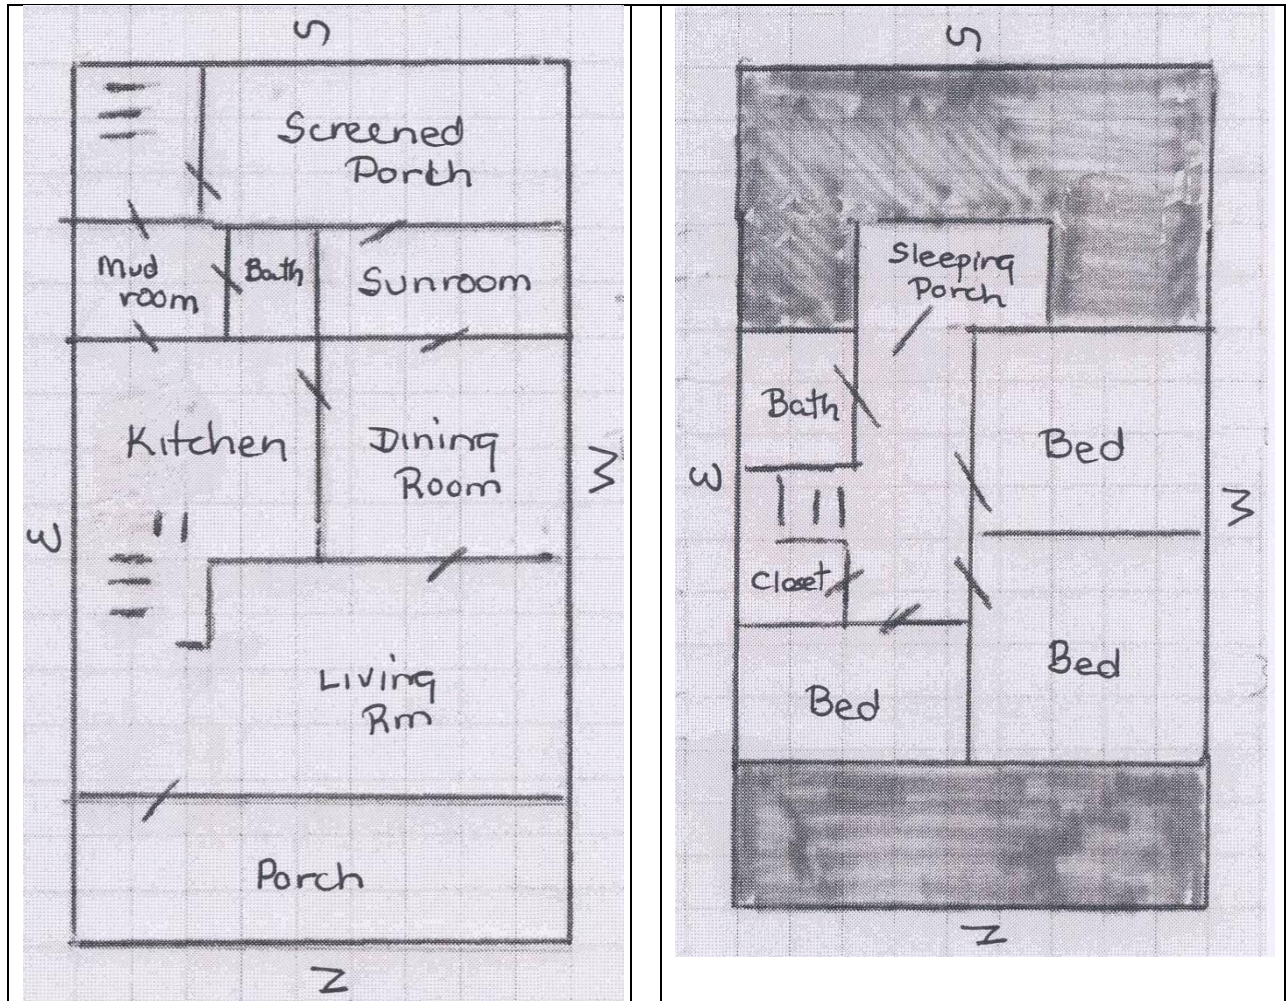 S
Screened
Porch
Mud
room
Bath
Sunroom
Kitchen
Dining
Room
E
W
Living
Rm
Porch
N
S
Sleeping
Porch
Bath
Bed
E
W
Closet
Bed
Bed
N